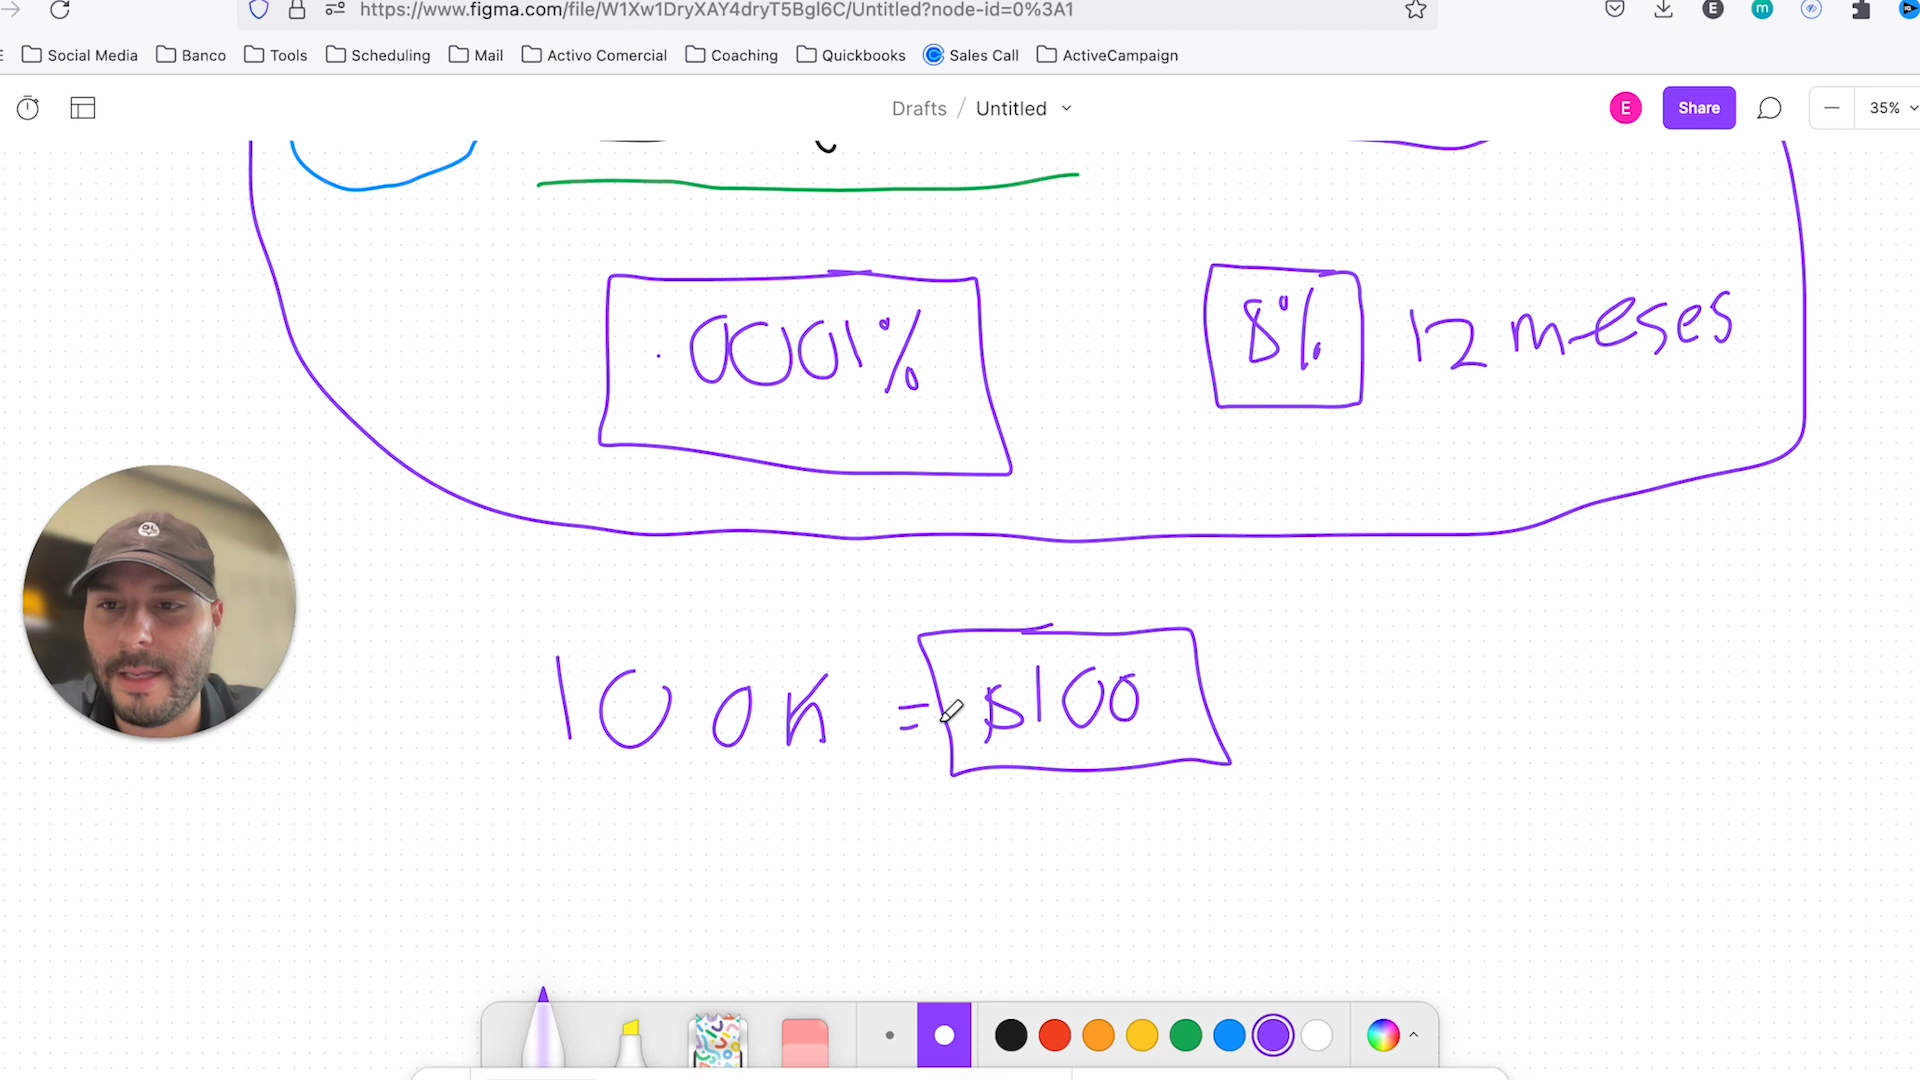 https://www.figma.com/file/W1Xw1DryXAY4dryT5Bgl6C/Untitled?node-id=0%3A1
E
m
Social Media
Banco
Tools
Scheduling
Mail
Activo Comercial
Coaching
Quickbooks
Sales Call
ActiveCampaign
Drafts / Untitled
E
Share
35%
.0001%
8% 12 meses
100K = $100